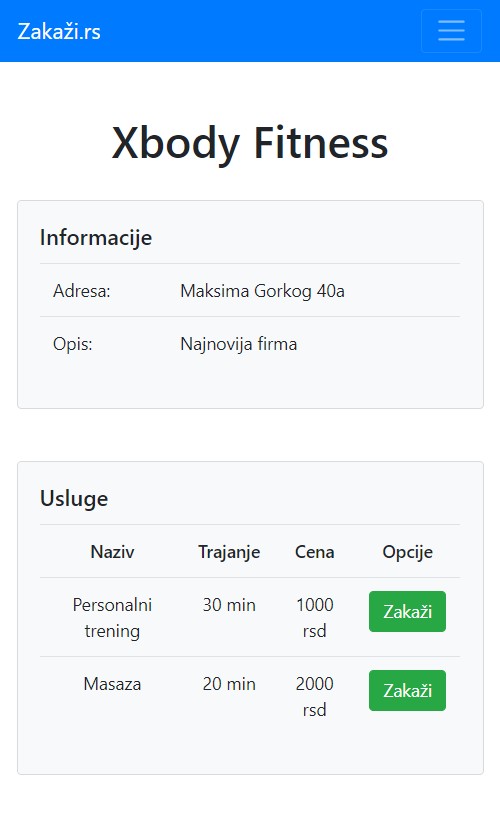 Zakaži.rs
Xbody Fitness
Informacije
Adresa: Maksima Gorkog 40a
Opis: Najnovija firma
Usluge
Naziv Trajanje Cena Opcije
Personalni trening 30 min 1000 rsd Zakaži
Masaza 20 min 2000 rsd Zakaži